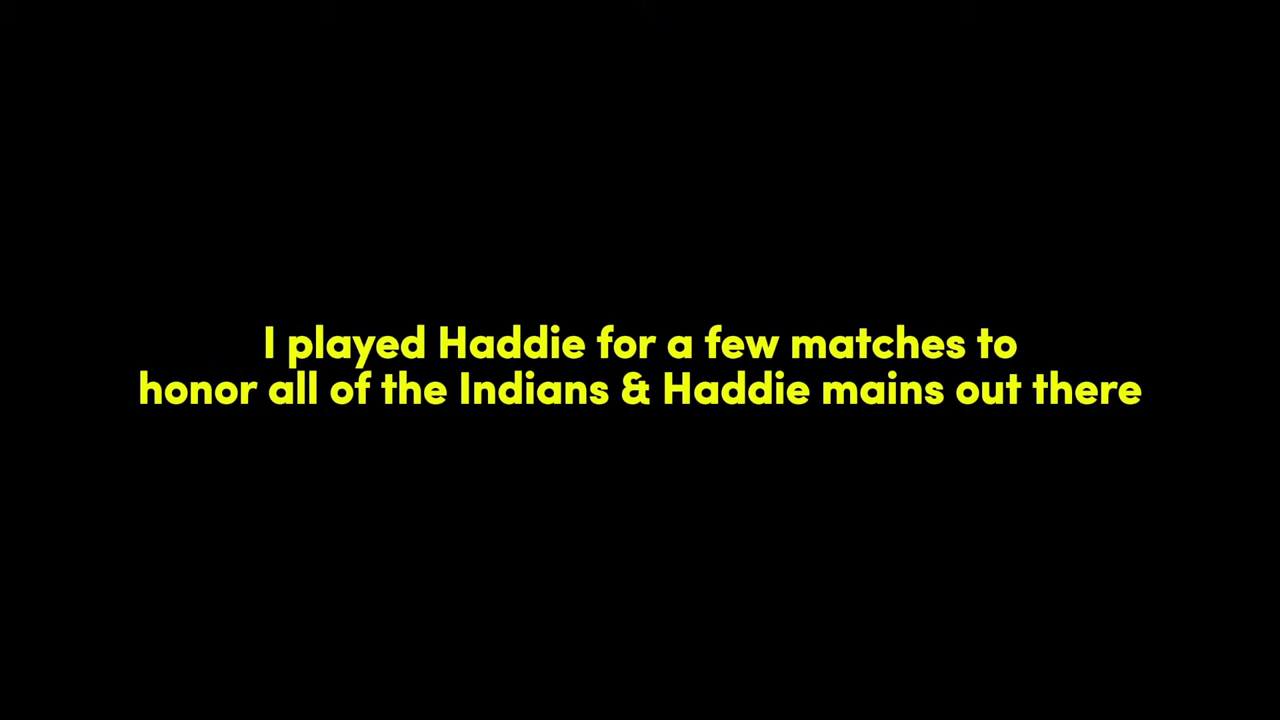 I played Haddie for a few matches to
honor all of the Indians & Haddie mains out there